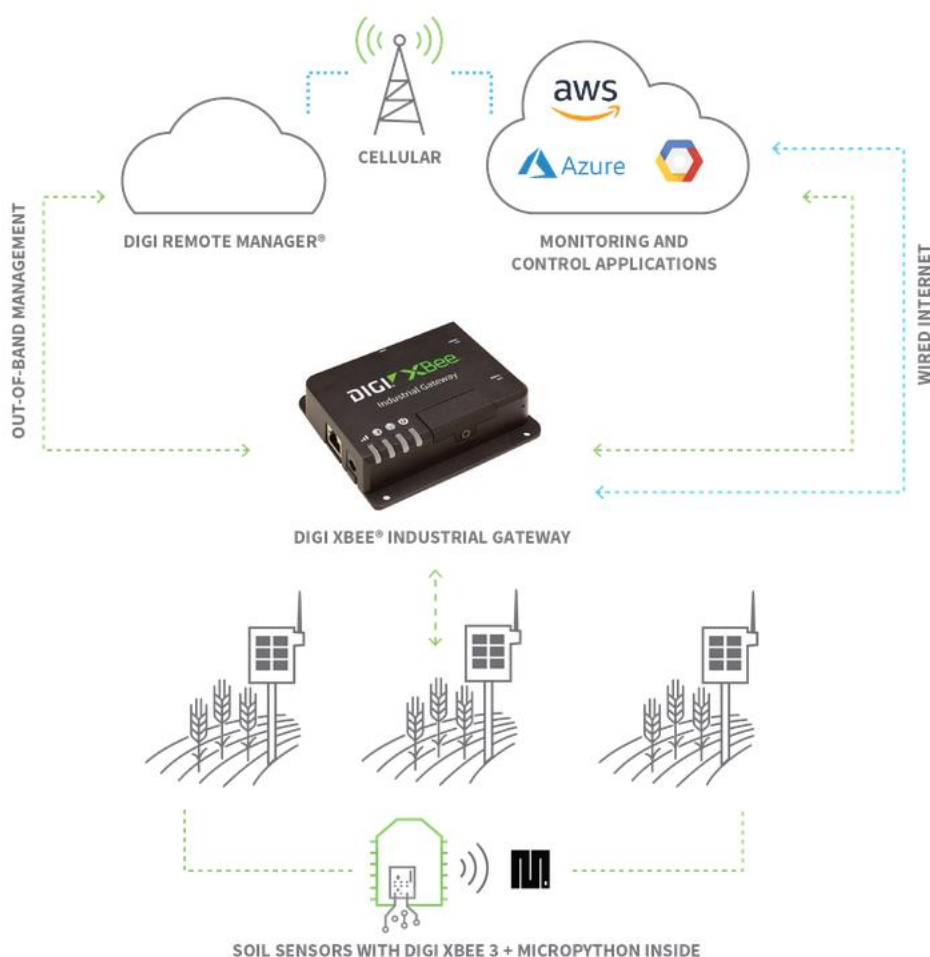 CELLULAR
aws
Azure
DIGI REMOTE MANAGER®
MONITORING AND
CONTROL APPLICATIONS
OUT-OF-BAND MANAGEMENT
WIRED INTERNET
DIGI XBee
Industrial Gateway
DIGI XBEE® INDUSTRIAL GATEWAY
SOIL SENSORS WITH DIGI XBEE 3 + MICROPYTHON INSIDE